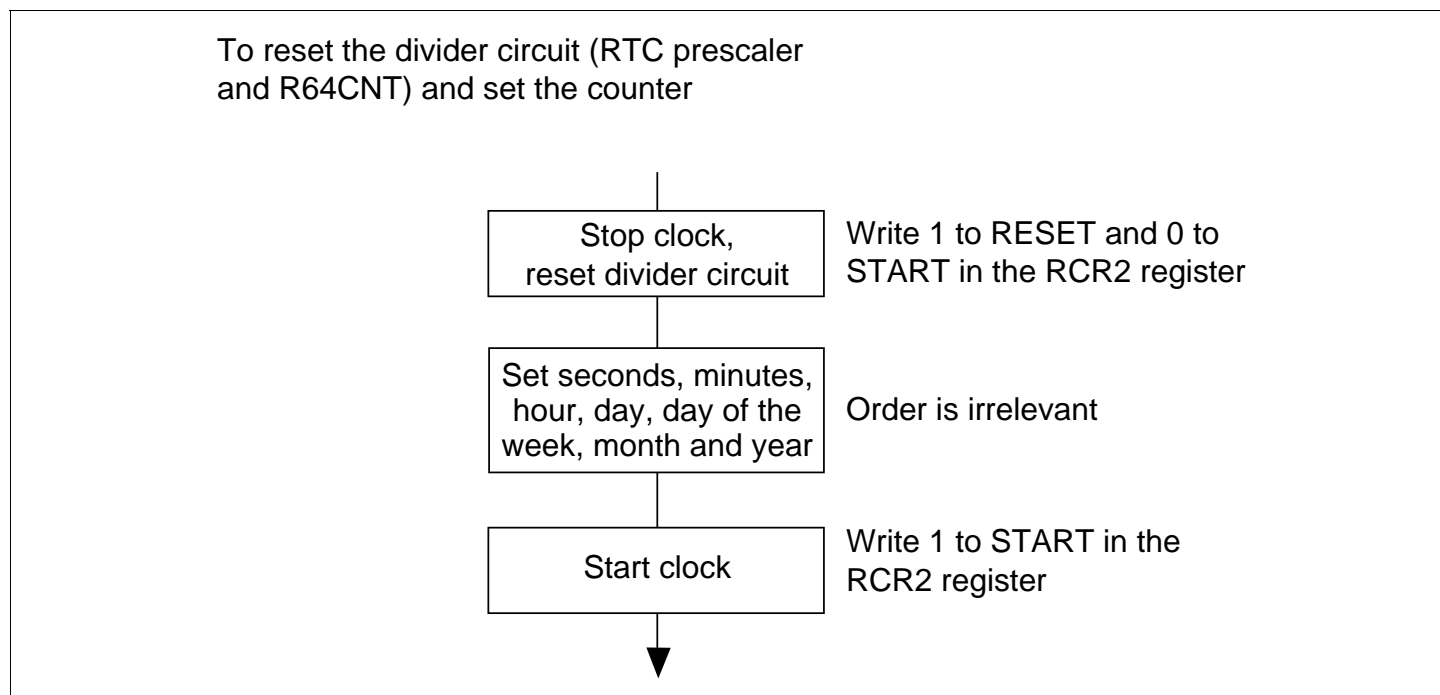 To reset the divider circuit (RTC prescaler
and R64CNT) and set the counter
Stop clock,
reset divider circuit
Write 1 to RESET and 0 to
START in the RCR2 register
Set seconds, minutes,
hour, day, day of the
week, month and year
Order is irrelevant
Start clock
Write 1 to START in the
RCR2 register